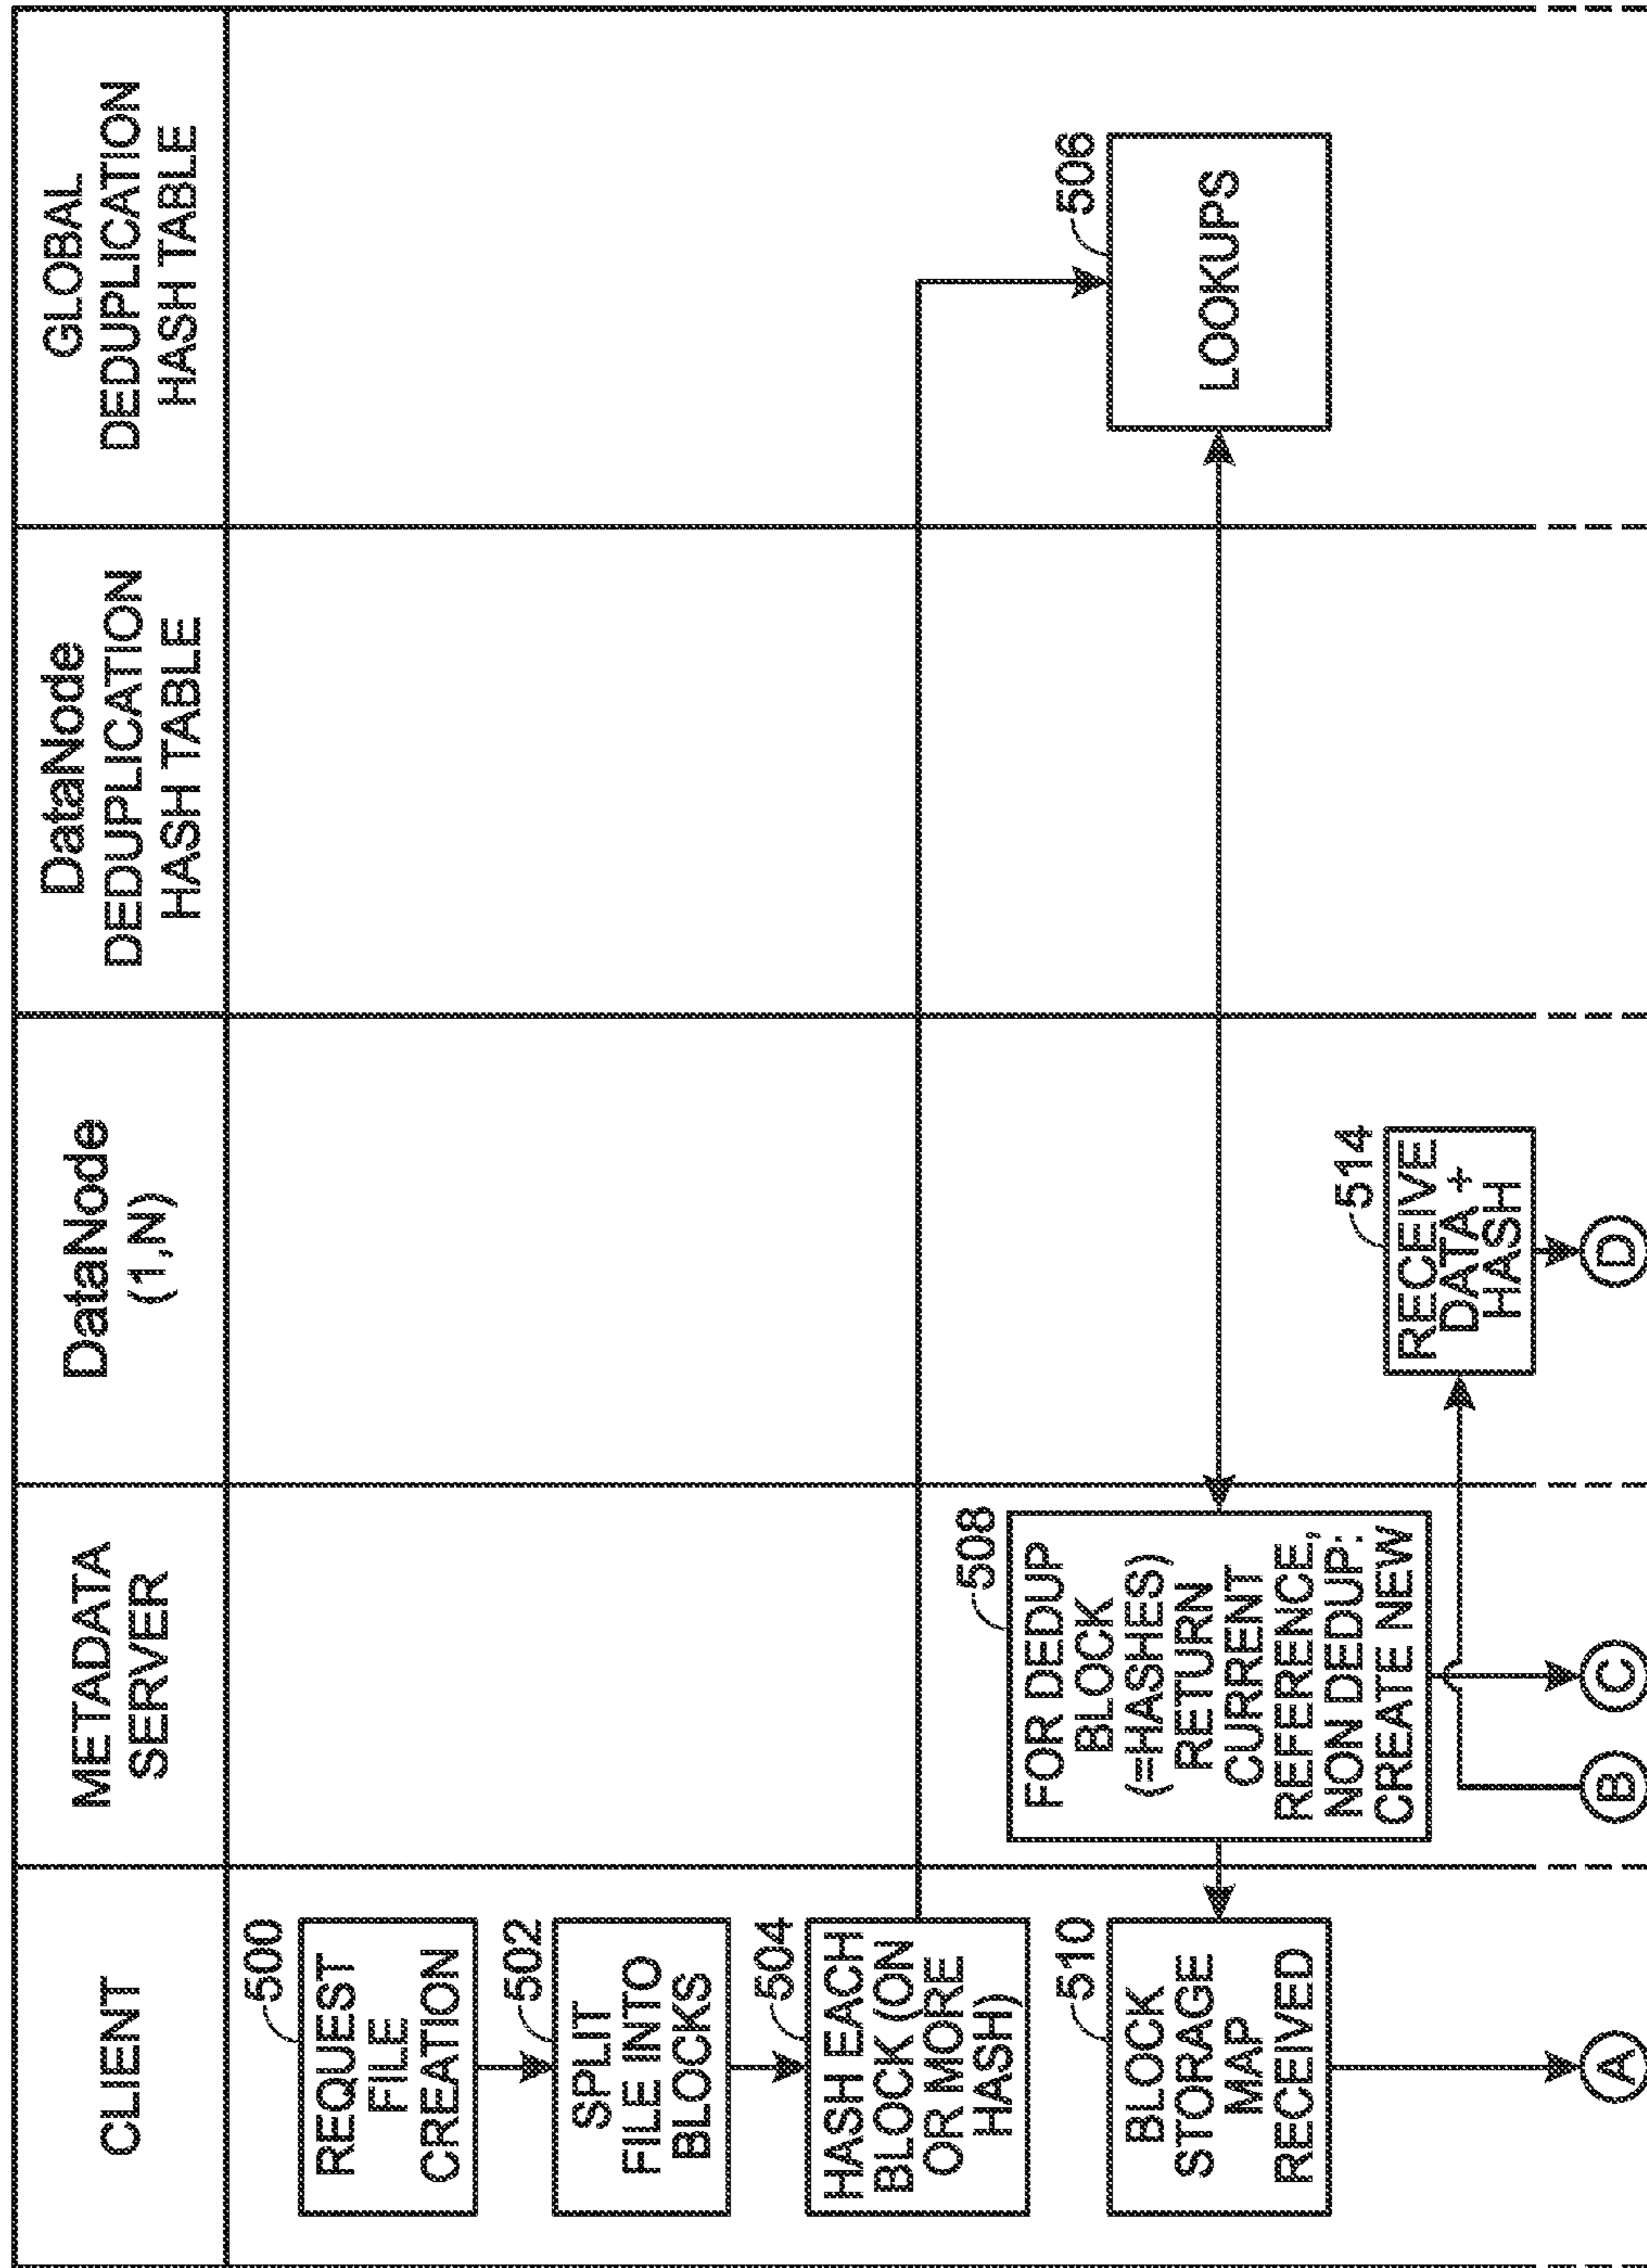 CLIENT
METADATA
SERVER
DataNode
(1,N)
DataNode
DEDUPLICATION
HASH TABLE
GLOBAL
DEDUPLICATION
HASH TABLE
500
REQUEST
FILE
CREATION
502
SPLIT
FILE INTO
BLOCKS
504
HASH EACH
BLOCK (ON
OR MORE
HASH)
506
LOOKUPS
508
FOR DEDUP
BLOCK
(=HASHES)
RETURN
CURRENT
REFERENCE,
NON DEDUP:
CREATE NEW
510
BLOCK
STORAGE
MAP
RECEIVED
514
RECEIVE
DATA +
HASH
A
B
C
D